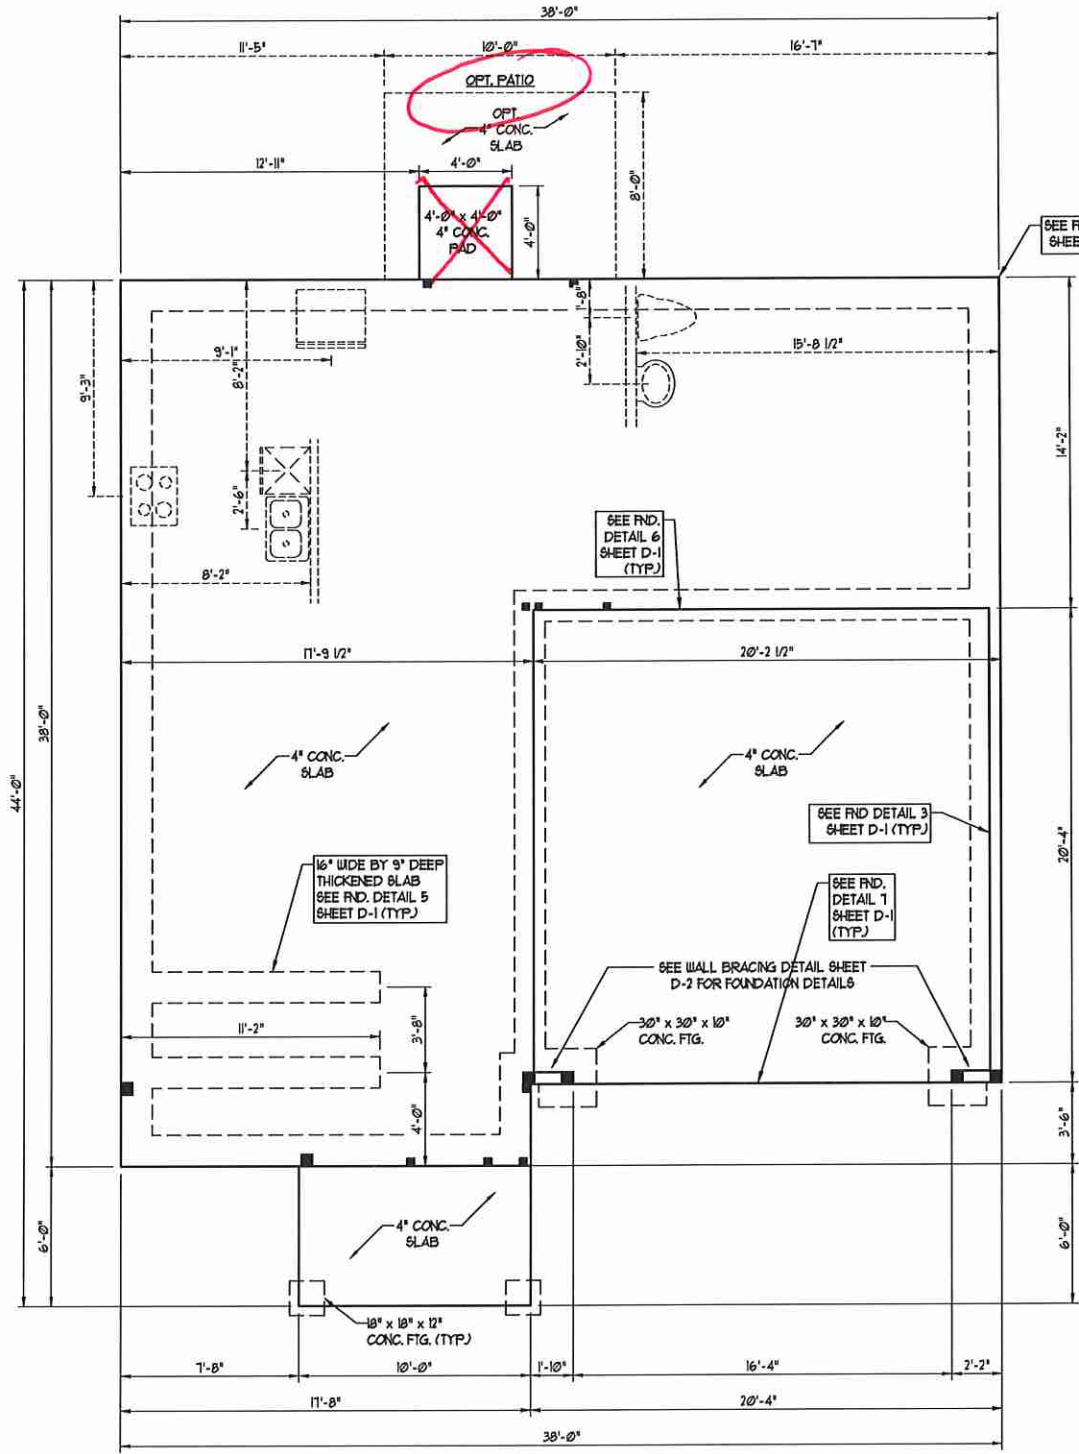 38'-0"
11'-5" 10'-0" 16'-7"
OPT. PATIO
OPT.
4" CONC.
SLAB
12'-11" 4'-0"
8'-0"
4'-0" x 4'-0"
4" CONC.
PAD
4'-0"
SHEE
1'-8"
9'-1"
8'-2"
2'-10"
15'-8 1/2"
9'-3"
14'-2"
2'-6"
SEE FND.
DETAIL 6
SHEET D-1
(TYP.)
8'-2"
17'-9 1/2" 20'-2 1/2"
38'-0"
44'-0"
4" CONC.
SLAB
4" CONC.
SLAB
SEE FND DETAIL 3
SHEET D-1 (TYP.)
20'-4"
16" WIDE BY 9" DEEP
THICKENED SLAB
SEE FND. DETAIL 5
SHEET D-1 (TYP.)
SEE FND.
DETAIL 7
SHEET D-1
(TYP.)
SEE WALL BRACING DETAIL SHEET
D-2 FOR FOUNDATION DETAILS
30" x 30" x 10"
CONC. FTG.
30" x 30" x 10"
CONC. FTG.
11'-2"
3'-8"
4'-0"
3'-6"
4" CONC.
SLAB
6'-0"
6'-0"
18" x 18" x 12"
CONC. FTG. (TYP.)
7'-8" 10'-0" 1'-10" 16'-4" 2'-2"
17'-8" 20'-4"
38'-0"